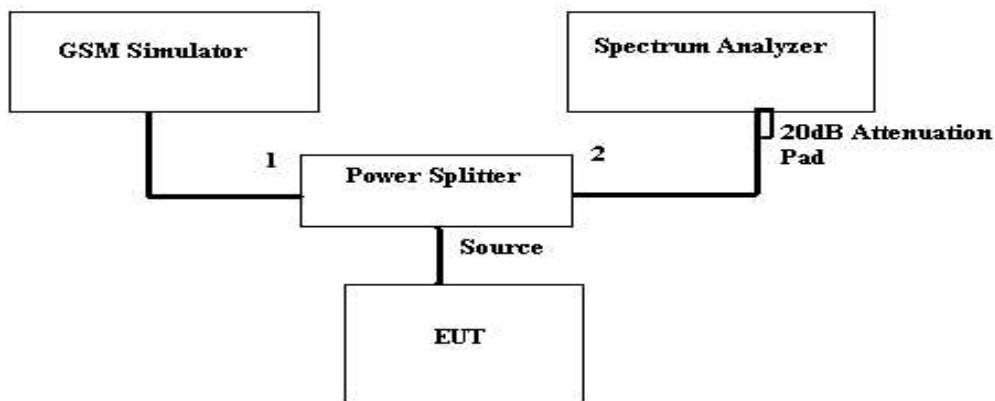 GSM Simulator
Spectrum Analyzer
20dB Attenuation
Pad
1
2
Power Splitter
Source
EUT